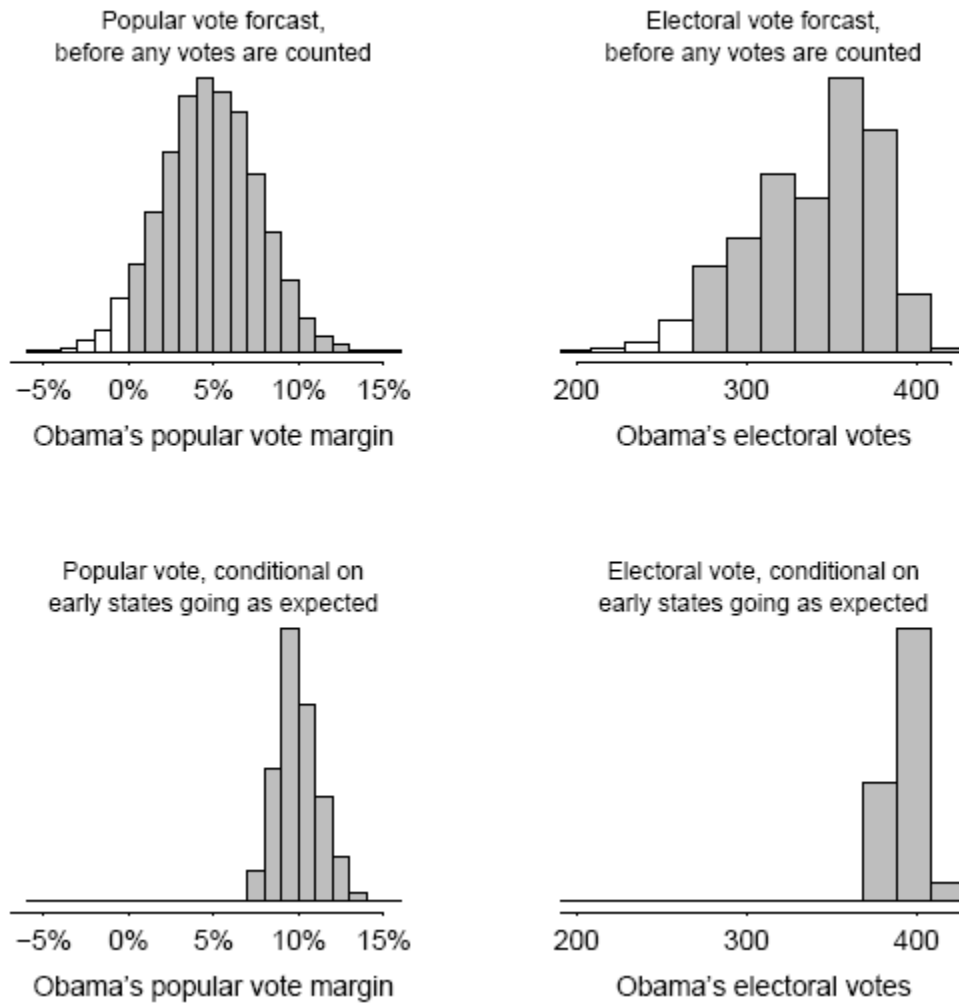 Popular vote forcast,
before any votes are counted
−5% 0% 5% 10% 15%
Obama's popular vote margin
Electoral vote forcast,
before any votes are counted
200 300 400
Obama's electoral votes
Popular vote, conditional on
early states going as expected
−5% 0% 5% 10% 15%
Obama's popular vote margin
Electoral vote, conditional on
early states going as expected
200 300 400
Obama's electoral votes